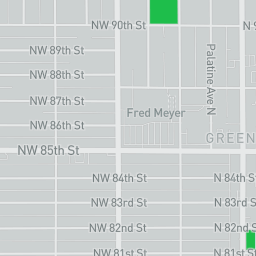 NW 90th St
N 9
NW 89th St
Palatine Ave N
NW 88th St
NW 87th St
Fred Meyer
NW 86th St
GREEN
NW 85th St
NW 84th St
N 84th St
NW 83rd St
N 83rd St
NW 82nd St
N 82nd St
NW 81st St
N 81st St